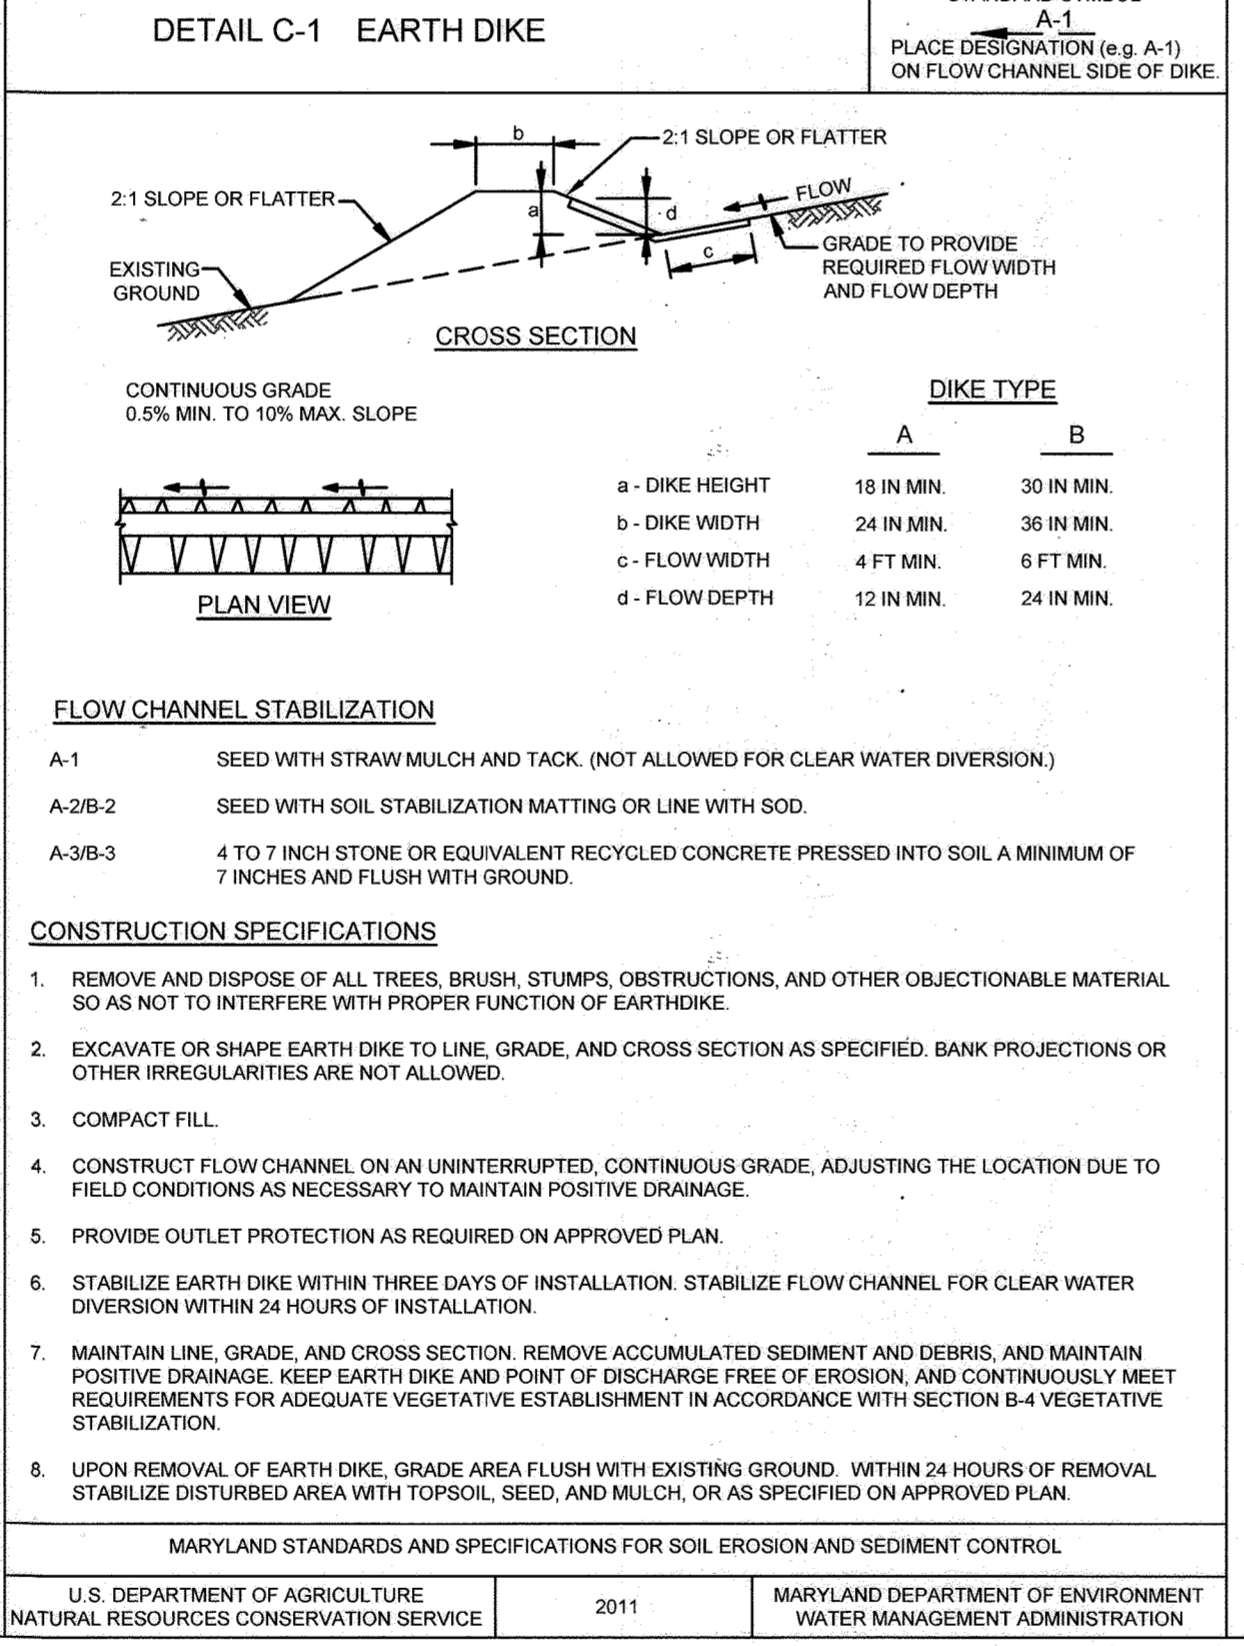 DETAIL C-1 EARTH DIKE
A-1
PLACE DESIGNATION (e.g. A-1)
ON FLOW CHANNEL SIDE OF DIKE.
b
2:1 SLOPE OR FLATTER
2:1 SLOPE OR FLATTER
FLOW
a
d
c
EXISTING
GROUND
GRADE TO PROVIDE
REQUIRED FLOW WIDTH
AND FLOW DEPTH
CROSS SECTION
CONTINUOUS GRADE
0.5% MIN. TO 10% MAX. SLOPE
PLAN VIEW
DIKE TYPE
A B
a - DIKE HEIGHT 18 IN MIN. 30 IN MIN.
b - DIKE WIDTH 24 IN MIN. 36 IN MIN.
c - FLOW WIDTH 4 FT MIN. 6 FT MIN.
d - FLOW DEPTH 12 IN MIN. 24 IN MIN.
FLOW CHANNEL STABILIZATION
A-1 SEED WITH STRAW MULCH AND TACK. (NOT ALLOWED FOR CLEAR WATER DIVERSION.)
A-2/B-2 SEED WITH SOIL STABILIZATION MATTING OR LINE WITH SOD.
A-3/B-3 4 TO 7 INCH STONE OR EQUIVALENT RECYCLED CONCRETE PRESSED INTO SOIL A MINIMUM OF
7 INCHES AND FLUSH WITH GROUND.
CONSTRUCTION SPECIFICATIONS
1. REMOVE AND DISPOSE OF ALL TREES, BRUSH, STUMPS, OBSTRUCTIONS, AND OTHER OBJECTIONABLE MATERIAL
SO AS NOT TO INTERFERE WITH PROPER FUNCTION OF EARTHDIKE.
2. EXCAVATE OR SHAPE EARTH DIKE TO LINE, GRADE, AND CROSS SECTION AS SPECIFIED. BANK PROJECTIONS OR
OTHER IRREGULARITIES ARE NOT ALLOWED.
3. COMPACT FILL.
4. CONSTRUCT FLOW CHANNEL ON AN UNINTERRUPTED, CONTINUOUS GRADE, ADJUSTING THE LOCATION DUE TO
FIELD CONDITIONS AS NECESSARY TO MAINTAIN POSITIVE DRAINAGE.
5. PROVIDE OUTLET PROTECTION AS REQUIRED ON APPROVED PLAN.
6. STABILIZE EARTH DIKE WITHIN THREE DAYS OF INSTALLATION. STABILIZE FLOW CHANNEL FOR CLEAR WATER
DIVERSION WITHIN 24 HOURS OF INSTALLATION.
7. MAINTAIN LINE, GRADE, AND CROSS SECTION. REMOVE ACCUMULATED SEDIMENT AND DEBRIS, AND MAINTAIN
POSITIVE DRAINAGE. KEEP EARTH DIKE AND POINT OF DISCHARGE FREE OF EROSION, AND CONTINUOUSLY MEET
REQUIREMENTS FOR ADEQUATE VEGETATIVE ESTABLISHMENT IN ACCORDANCE WITH SECTION B-4 VEGETATIVE
STABILIZATION.
8. UPON REMOVAL OF EARTH DIKE, GRADE AREA FLUSH WITH EXISTING GROUND. WITHIN 24 HOURS OF REMOVAL
STABILIZE DISTURBED AREA WITH TOPSOIL, SEED, AND MULCH, OR AS SPECIFIED ON APPROVED PLAN.
MARYLAND STANDARDS AND SPECIFICATIONS FOR SOIL EROSION AND SEDIMENT CONTROL
U.S. DEPARTMENT OF AGRICULTURE
NATURAL RESOURCES CONSERVATION SERVICE
2011
MARYLAND DEPARTMENT OF ENVIRONMENT
WATER MANAGEMENT ADMINISTRATION